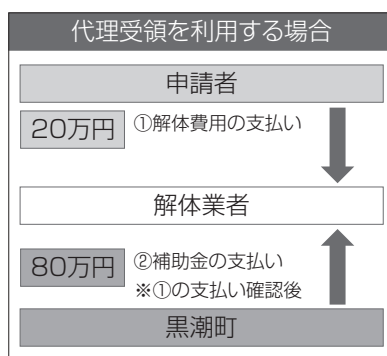 代理受領を利用する場合
申請者
20万円 ①解体費用の支払い
解体業者
80万円 ②補助金の支払い
※①の支払い確認後
黒潮町